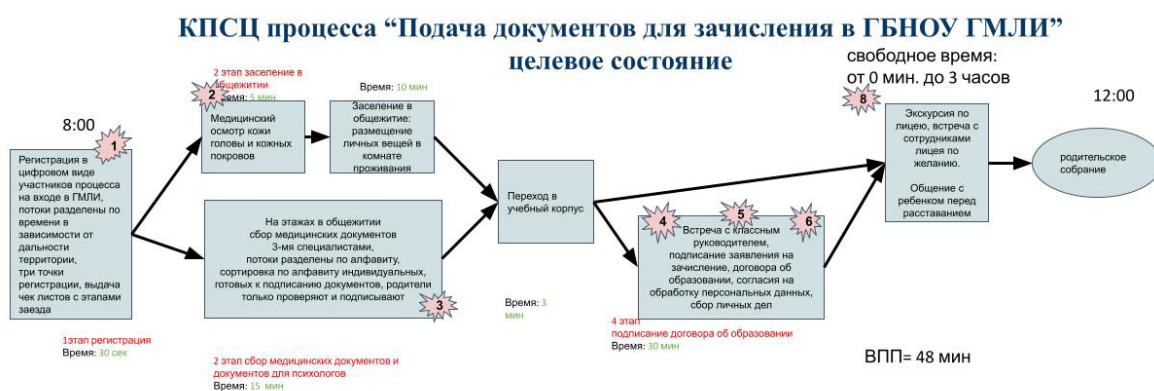 КПСЦ процесса “Подача документов для зачисления в ГБНОУ ГМЛИ”
целевое состояние
8:00
1
Регистрация в
цифровом виде
участников процесса
на входе в ГМЛИ,
потоки разделены по
времени в
зависимости от
дальности
территории,
три точки
регистрации, выдача
чек листов с этапами
заезда
1этап регистрация
Время: 30 сек
2 этап заселение в
общежитии
Время: 5 мин
2
Медицинский
осмотр кожи
головы и кожных
покровов
Время: 10 мин
Заселение в
общежитие:
размещение
личных вещей в
комнате
проживания
На этажах в общежитии
сбор медицинских документов
3-мя специалистами,
потоки разделены по алфавиту,
сортировка по алфавиту индивидуальных,
готовых к подписанию документов, родители
только проверяют и подписывают
3
2 этап сбор медицинских документов и
документов для психологов
Время: 15 мин
Переход в
учебный корпус
Время: 3
мин
4
5
6
Встреча с классным
руководителем,
подписание заявления на
зачисление, договора об
образовании, согласия на
обработку персональных данных,
сбор личных дел
4 этап
подписание договора об образовании
Время: 30 мин
свободное время:
от 0 мин. до 3 часов
8
Экскурсия по
лицею, встреча с
сотрудниками
лицея по
желанию.
Общение с
ребенком перед
расставанием
12:00
родительское
собрание
ВПП= 48 мин